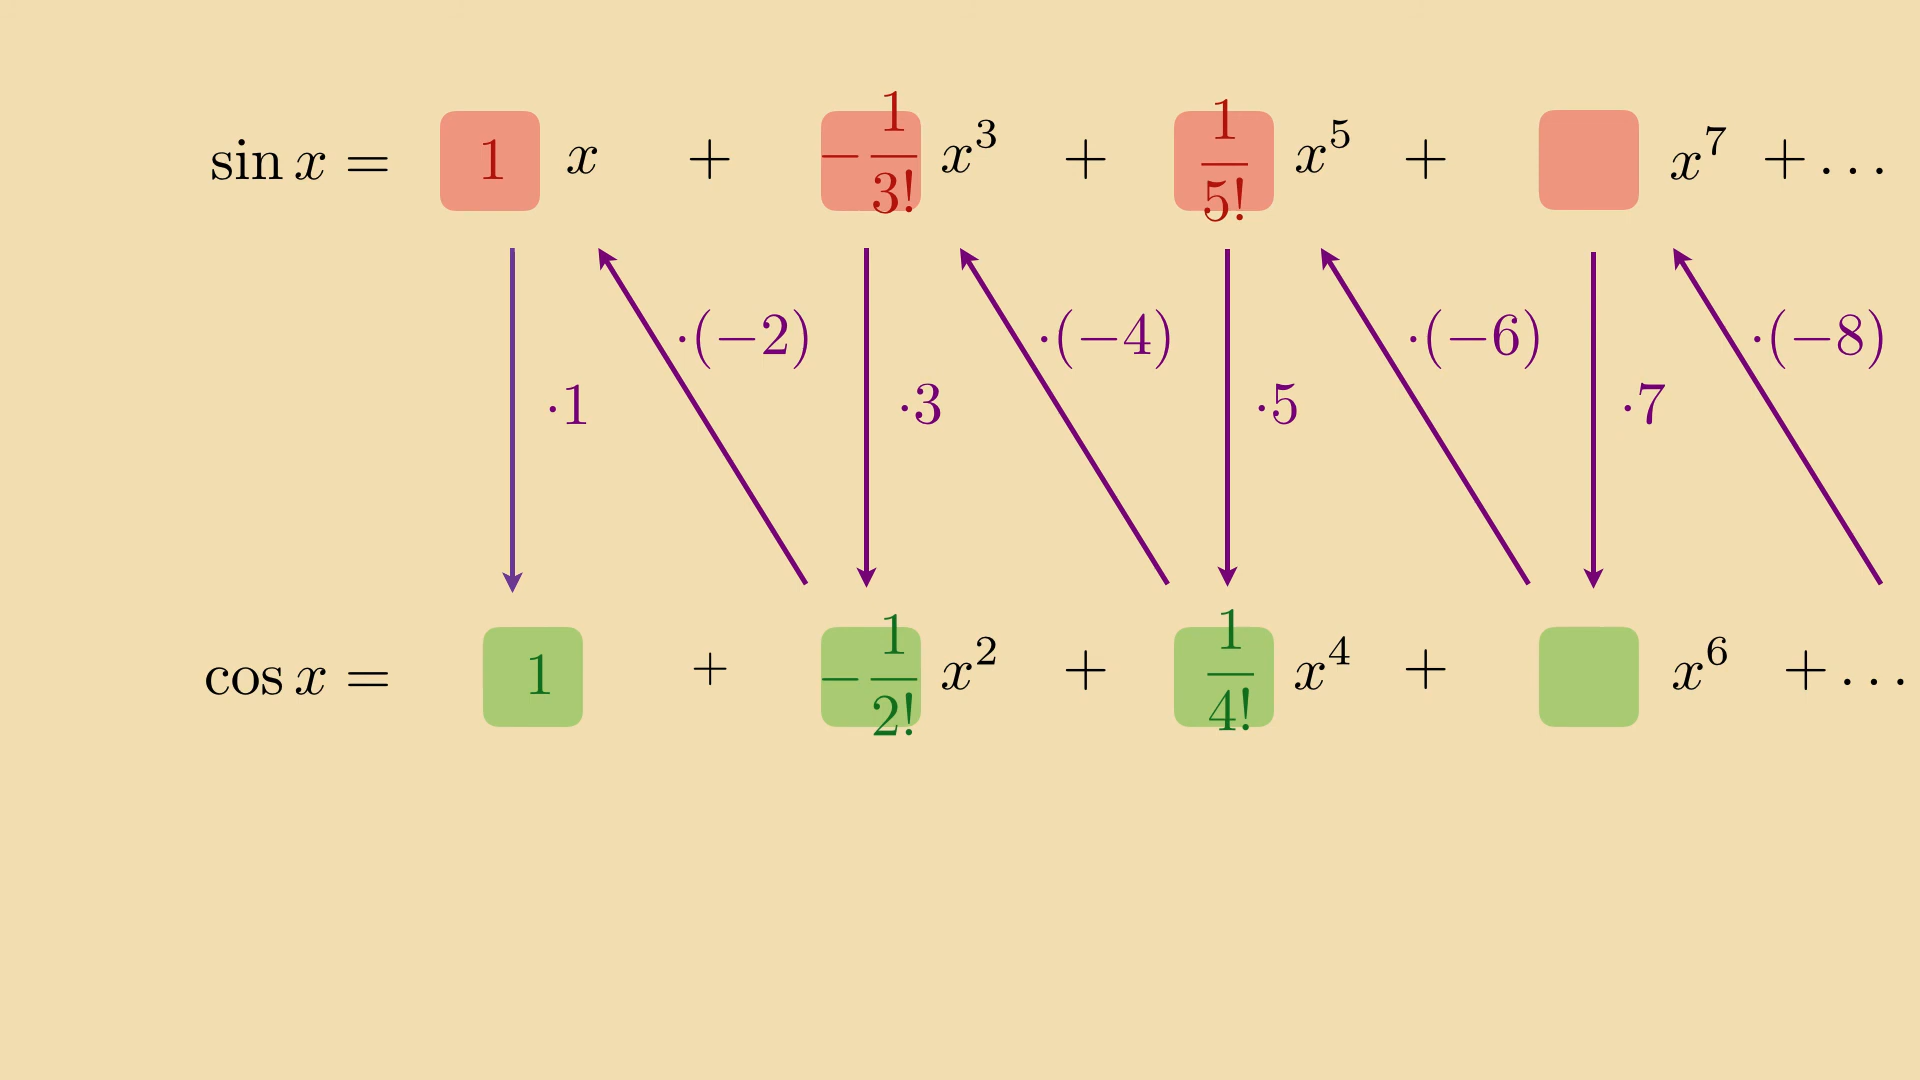 sin x = 1 x + −1/3! x³ + 1/5! x⁵ + x⁷ + …
·(−2) ·(−4) ·(−6) ·(−8)
·1 ·3 ·5 ·7
cos x = 1 + −1/2! x² + 1/4! x⁴ + x⁶ + …